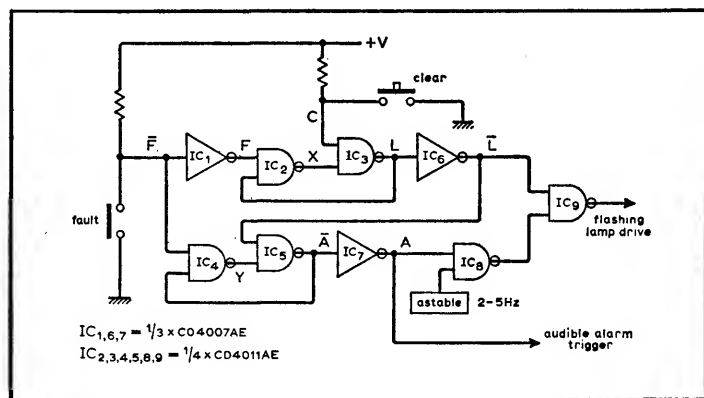 +V
clear
C
F̅
IC1
F
IC2
X
IC3
L
IC6
L̅
IC9
fault
flashing
lamp drive
IC4
Y
IC5
A̅
IC7
A
IC8
astable
2-5Hz
IC1,6,7 = 1/3 x CD4007AE
IC2,3,4,5,8,9 = 1/4 x CD4011AE
audible alarm
trigger